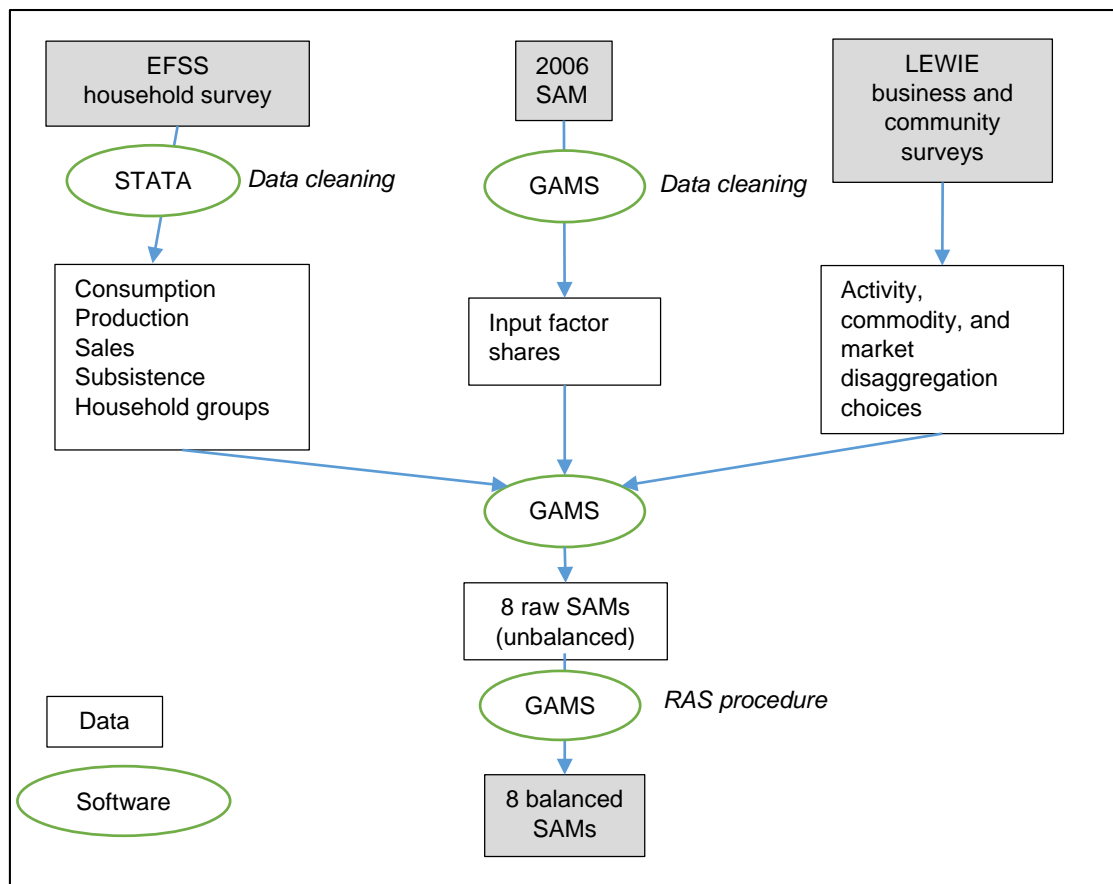 EFSS
household survey
2006
SAM
LEWIE
business and
community
surveys
STATA
Data cleaning
GAMS
Data cleaning
Consumption
Production
Sales
Subsistence
Household groups
Input factor
shares
Activity,
commodity, and
market
disaggregation
choices
GAMS
8 raw SAMs
(unbalanced)
GAMS
RAS procedure
Data
Software
8 balanced
SAMs